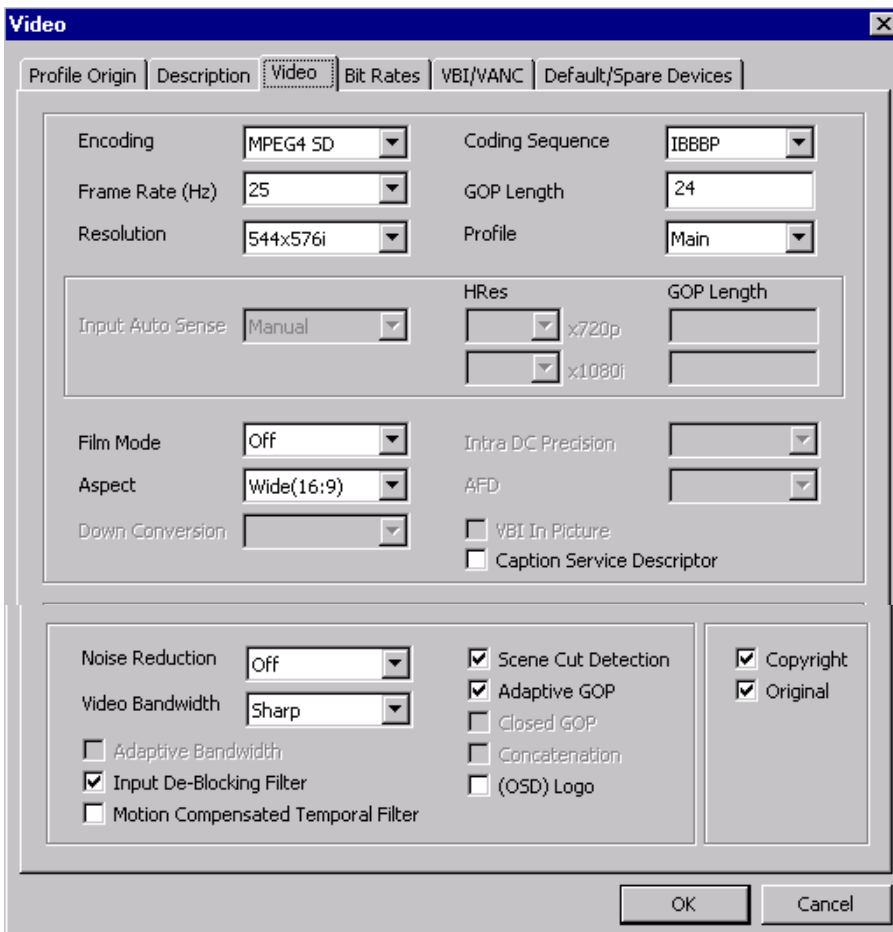 Video
Profile Origin Description Video Bit Rates VBI/VANC Default/Spare Devices
Encoding MPEG4 SD Coding Sequence IBBBP
Frame Rate (Hz) 25 GOP Length 24
Resolution 544x576i Profile Main
HRes GOP Length
Input Auto Sense Manual x720p
x1080i
Film Mode Off Intra DC Precision
Aspect Wide(16:9) AFD
Down Conversion VBI In Picture
Caption Service Descriptor
Noise Reduction Off Scene Cut Detection Copyright
Video Bandwidth Sharp Adaptive GOP Original
Closed GOP
Adaptive Bandwidth Concatenation
Input De-Blocking Filter (OSD) Logo
Motion Compensated Temporal Filter
OK Cancel